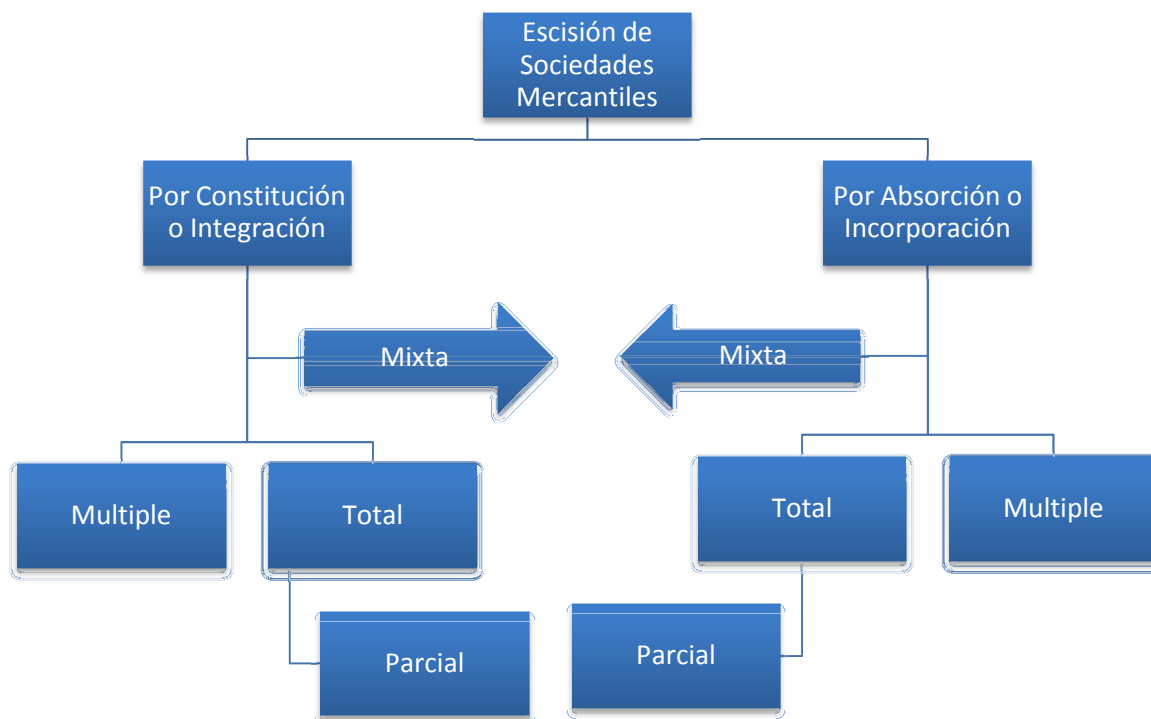 Escisión de
Sociedades
Mercantiles
Por Constitución
o Integración
Por Absorción o
Incorporación
Mixta
Mixta
Multiple
Total
Total
Multiple
Parcial
Parcial